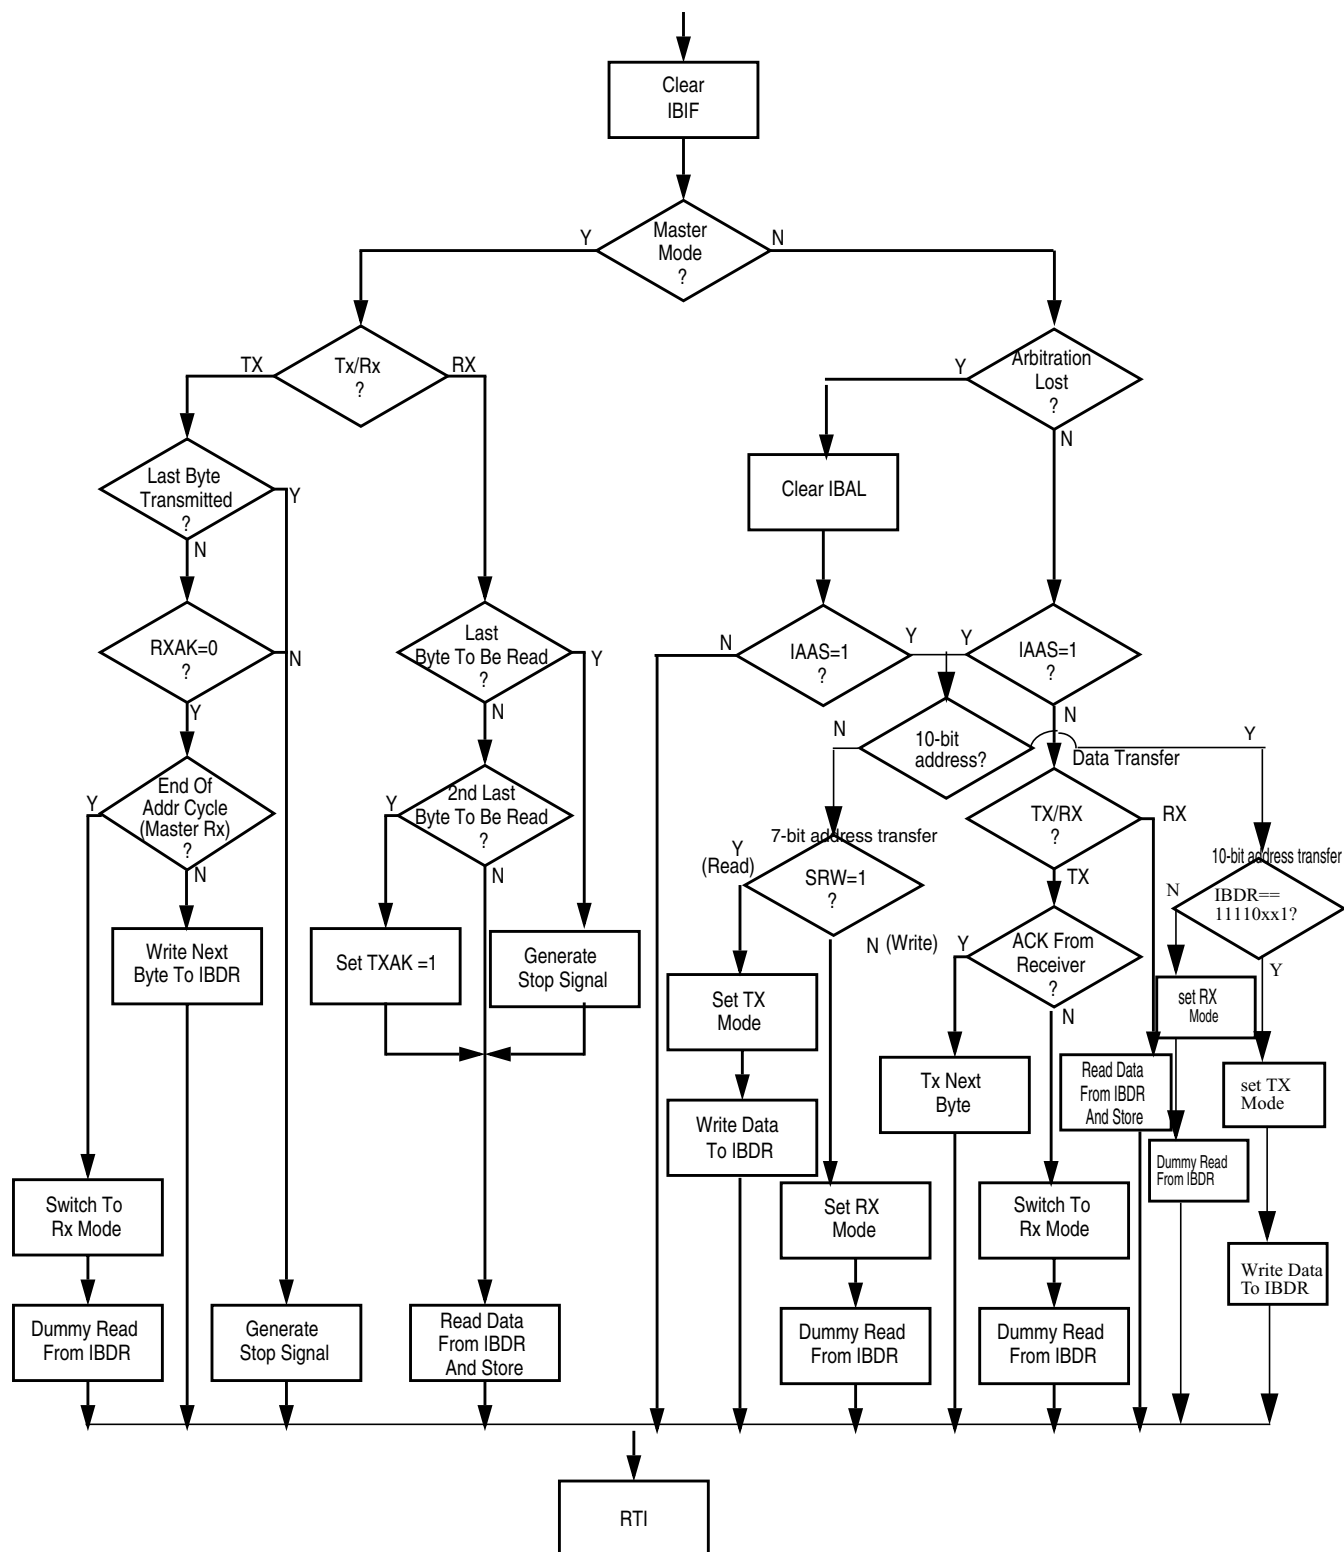 Clear
IBIF
Master
Mode
?
Y
N
Tx/Rx
?
TX
RX
Arbitration
Lost
?
Y
N
Last Byte
Transmitted
?
Y
N
Clear IBAL
RXAK=0
?
N
Y
Last
Byte To Be Read
?
Y
N
IAAS=1
?
N
Y
IAAS=1
?
Y
N
10-bit
address?
N
Y
Data Transfer
End Of
Addr Cycle
(Master Rx)
?
Y
N
2nd Last
Byte To Be Read
?
Y
N
7-bit address transfer
SRW=1
?
Y
(Read)
N (Write)
TX/RX
?
RX
TX
10-bit address transfer
IBDR==
11110xx1?
N
Y
Write Next
Byte To IBDR
Set TXAK =1
Generate
Stop Signal
Set TX
Mode
ACK From
Receiver
?
Y
N
set RX
Mode
Tx Next
Byte
Read Data
From IBDR
And Store
set TX
Mode
Write Data
To IBDR
Dummy Read
From IBDR
Switch To
Rx Mode
Set RX
Mode
Switch To
Rx Mode
Write Data
To IBDR
Dummy Read
From IBDR
Generate
Stop Signal
Read Data
From IBDR
And Store
Dummy Read
From IBDR
Dummy Read
From IBDR
RTI